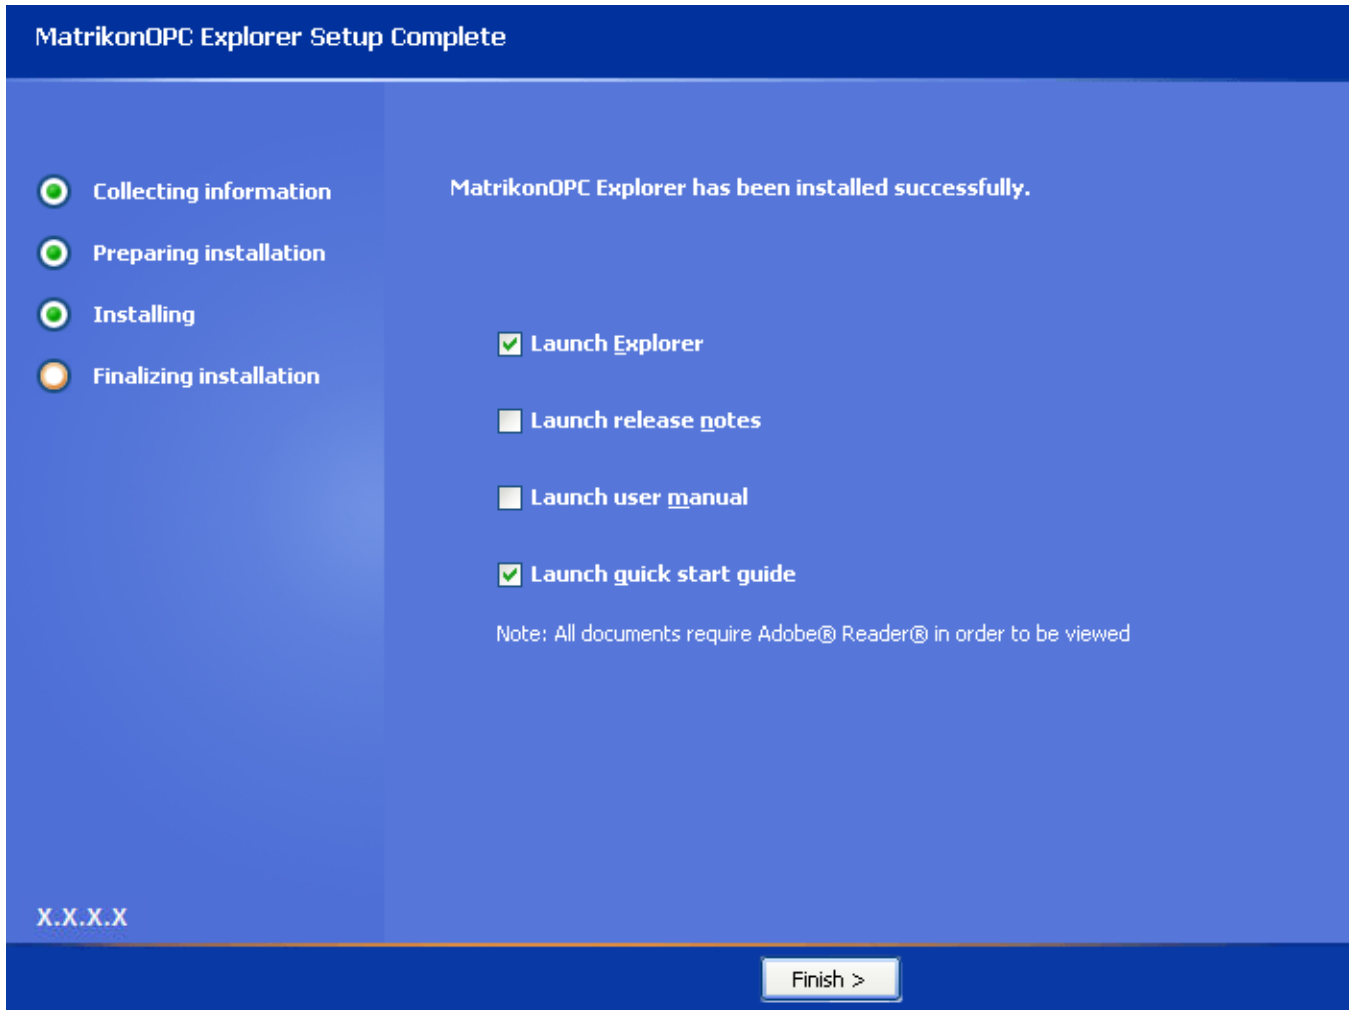 MatrikonOPC Explorer Setup Complete
Collecting information
Preparing installation
Installing
Finalizing installation
MatrikonOPC Explorer has been installed successfully.
Launch Explorer
Launch release notes
Launch user manual
Launch quick start guide
Note: All documents require Adobe® Reader® in order to be viewed
X.X.X.X
Finish >